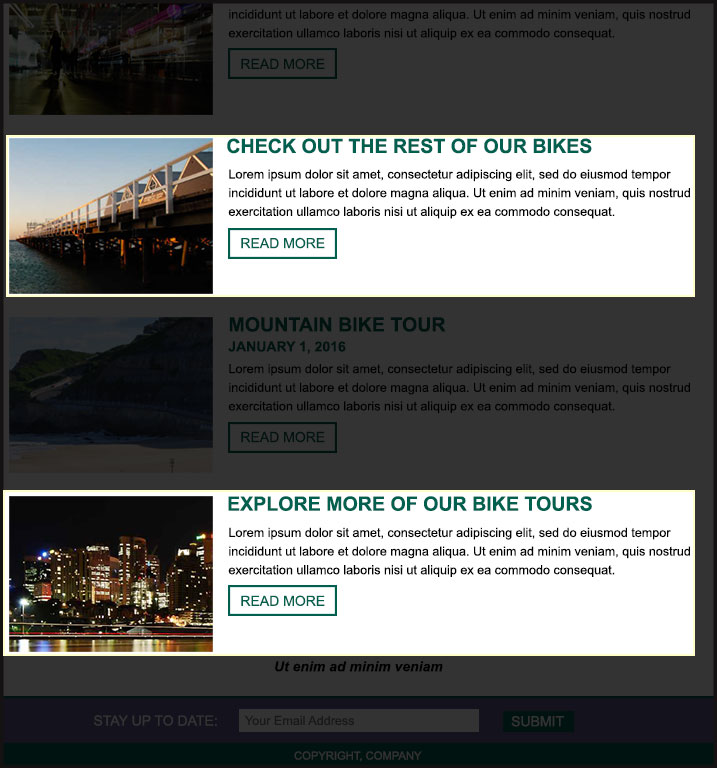 incididunt ut labore et dolore magna aliqua. Ut enim ad minim veniam, quis nostrud
exercitation ullamco laboris nisi ut aliquip ex ea commodo consequat.
READ MORE
CHECK OUT THE REST OF OUR BIKES
Lorem ipsum dolor sit amet, consectetur adipiscing elit, sed do eiusmod tempor
incididunt ut labore et dolore magna aliqua. Ut enim ad minim veniam, quis nostrud
exercitation ullamco laboris nisi ut aliquip ex ea commodo consequat.
READ MORE
MOUNTAIN BIKE TOUR
JANUARY 1, 2016
Lorem ipsum dolor sit amet, consectetur adipiscing elit, sed do eiusmod tempor
incididunt ut labore et dolore magna aliqua. Ut enim ad minim veniam, quis nostrud
exercitation ullamco laboris nisi ut aliquip ex ea commodo consequat.
READ MORE
EXPLORE MORE OF OUR BIKE TOURS
Lorem ipsum dolor sit amet, consectetur adipiscing elit, sed do eiusmod tempor
incididunt ut labore et dolore magna aliqua. Ut enim ad minim veniam, quis nostrud
exercitation ullamco laboris nisi ut aliquip ex ea commodo consequat.
READ MORE
Ut enim ad minim veniam
STAY UP TO DATE: Your Email Address SUBMIT
COPYRIGHT, COMPANY